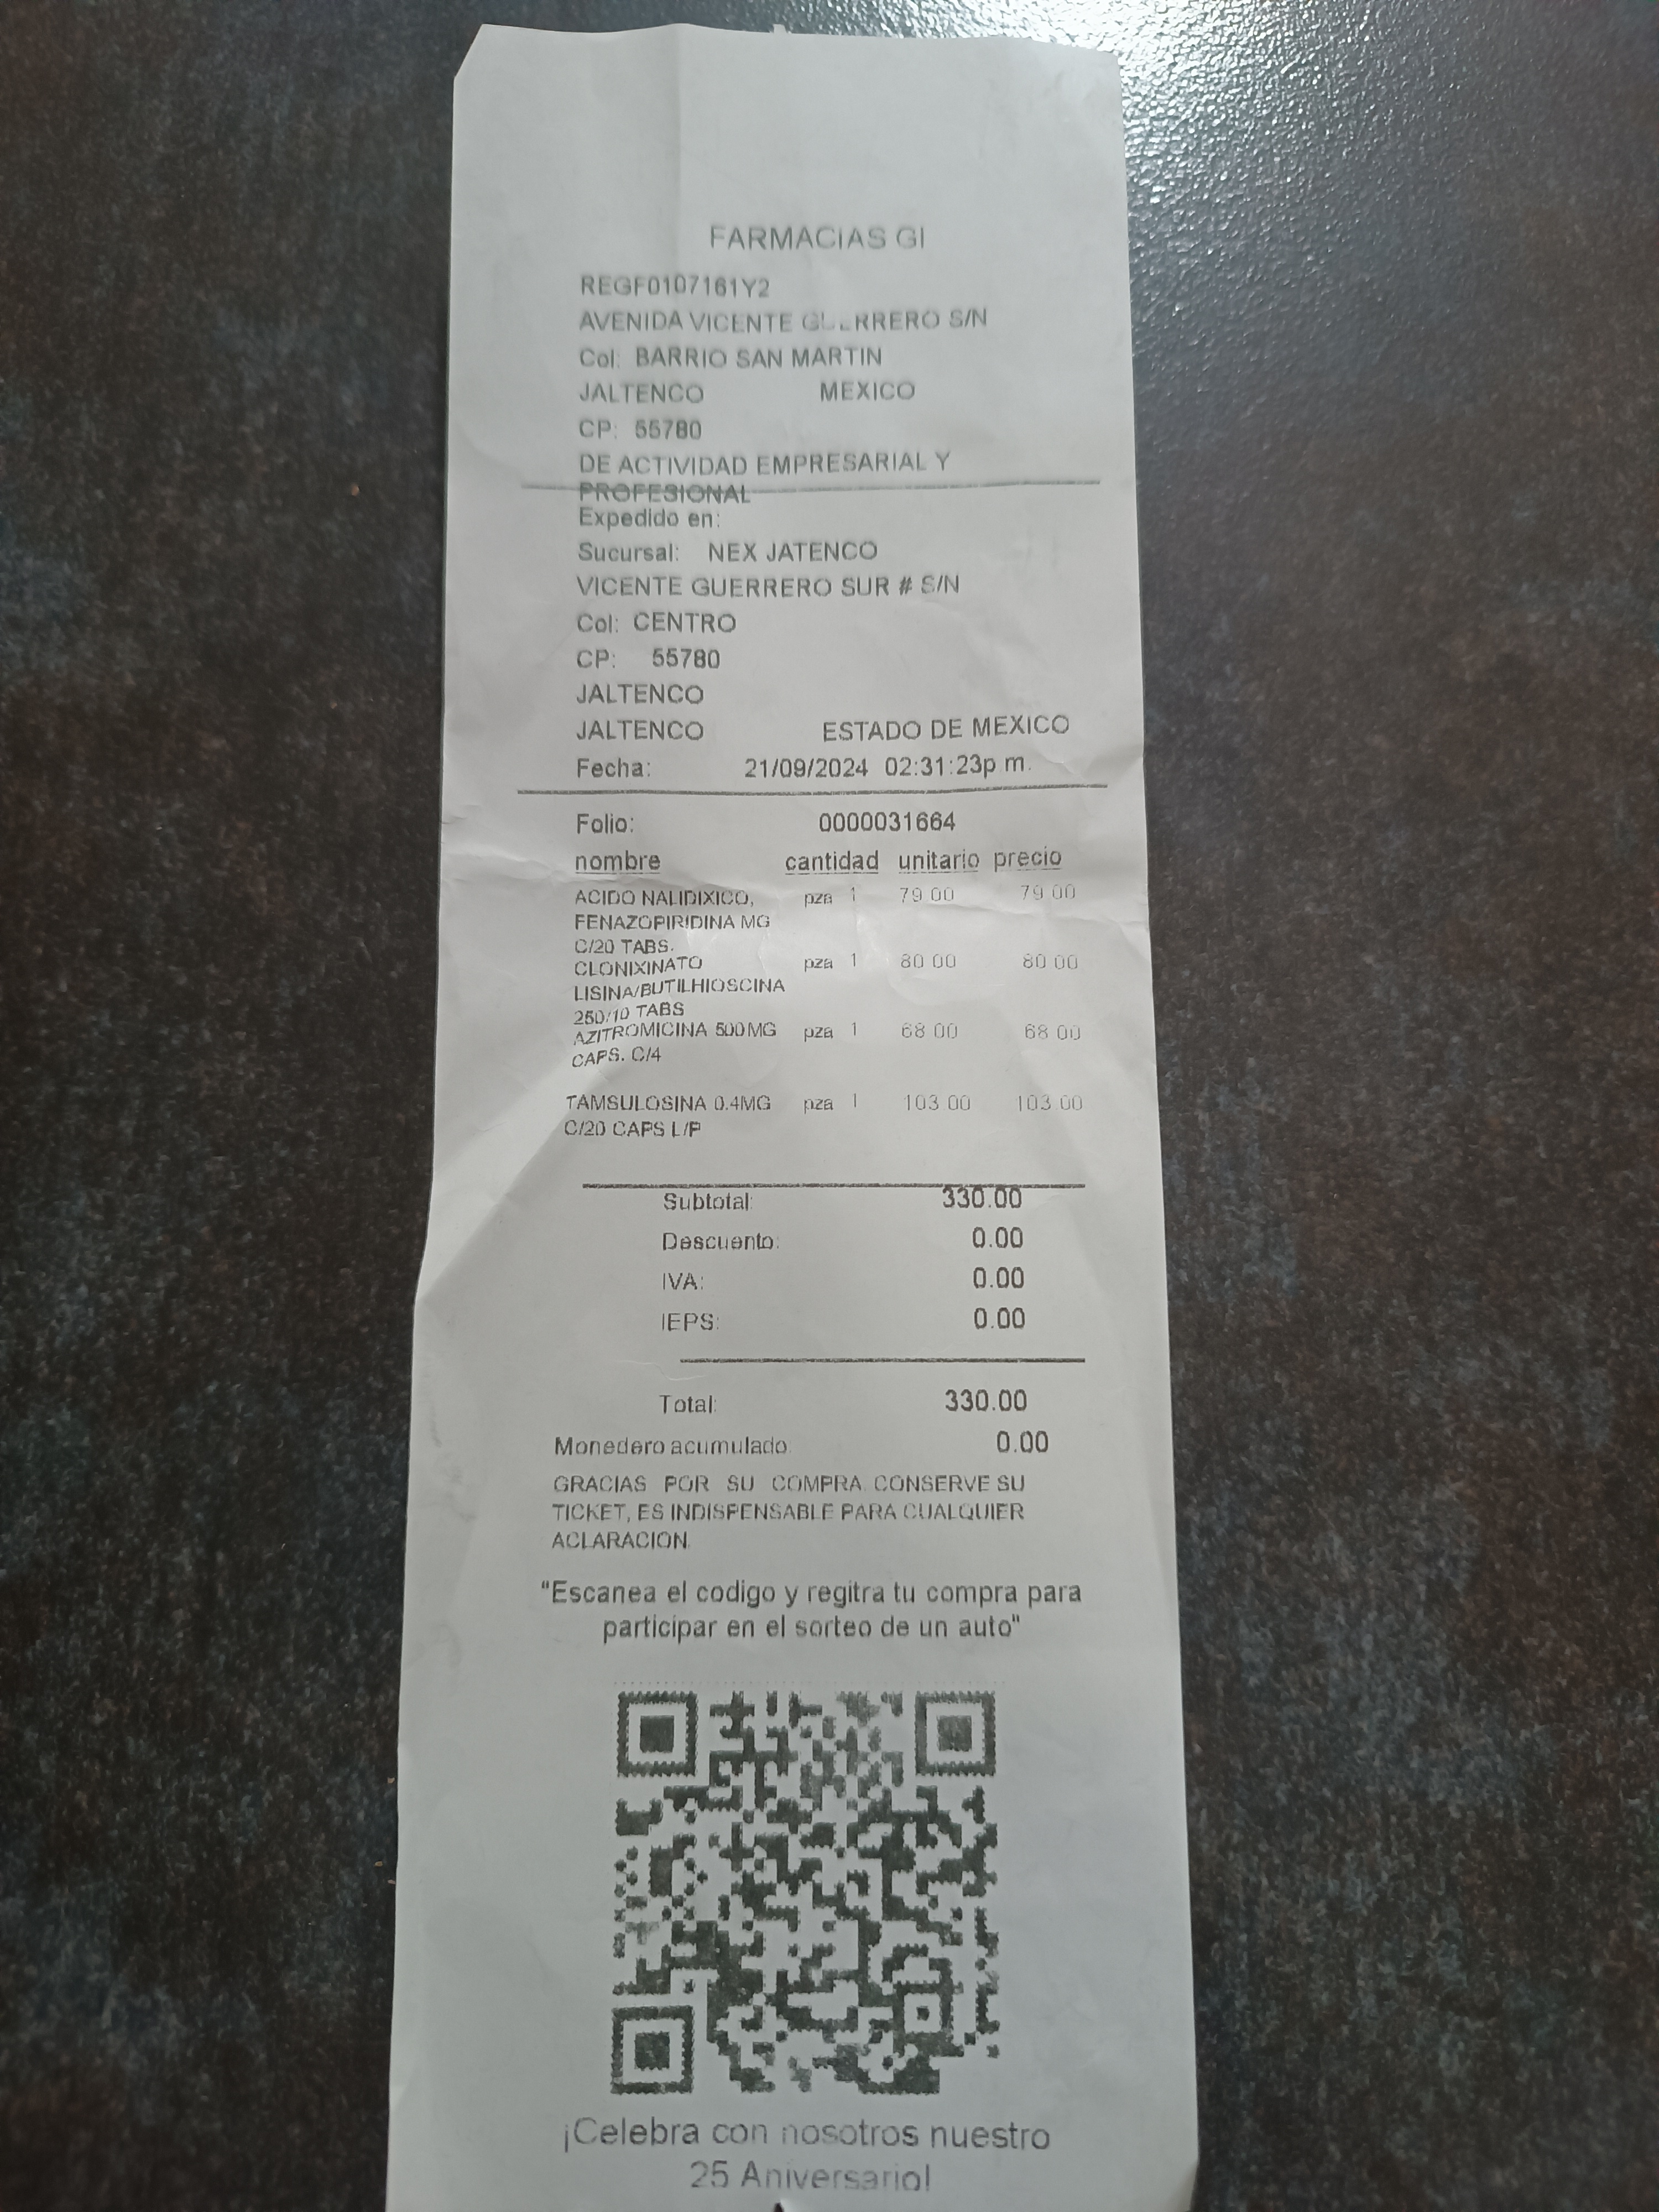 FARMACIAS GI
REGF0107161Y2
AVENIDA VICENTE GUERRERO S/N
Col: BARRIO SAN MARTIN
JALTENCO MEXICO
CP: 55780
DE ACTIVIDAD EMPRESARIAL Y
PROFESIONAL
Expedido en:
Sucursal: NEX JATENCO
VICENTE GUERRERO SUR # S/N
Col: CENTRO
CP: 55780
JALTENCO
JALTENCO ESTADO DE MEXICO
Fecha: 21/09/2024 02:31:23p.m.
Folio: 0000031664
nombre cantidad unitario precio
ACIDO NALIDIXICO, pza 1 79.00 79.00
FENAZOPIRIDINA MG
C/20 TABS.
CLONIXINATO pza 1 80.00 80.00
LISINA/BUTILHIOSCINA
250/10 TABS
AZITROMICINA 500MG pza 1 68.00 68.00
CAPS. C/4
TAMSULOSINA 0.4MG pza 1 103.00 103.00
C/20 CAPS L/P
Subtotal: 330.00
Descuento: 0.00
IVA: 0.00
IEPS: 0.00
Total: 330.00
Monedero acumulado: 0.00
GRACIAS POR SU COMPRA. CONSERVE SU
TICKET, ES INDISPENSABLE PARA CUALQUIER
ACLARACION.
"Escanea el codigo y regitra tu compra para
participar en el sorteo de un auto"
¡Celebra con nosotros nuestro
25 Aniversario!